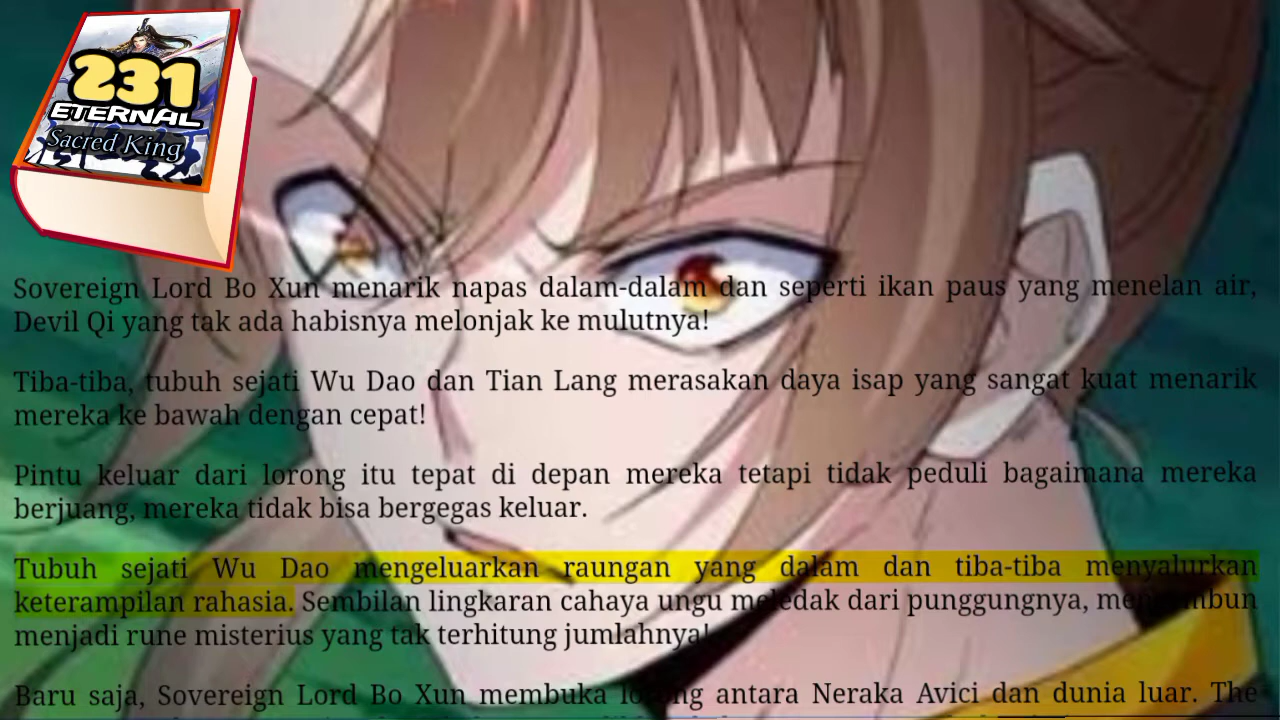 231
ETERNAL
Sacred King
Sovereign Lord Bo Xun menarik napas dalam-dalam dan seperti ikan paus yang menelan air,
Devil Qi yang tak ada habisnya melonjak ke mulutnya!
Tiba-tiba, tubuh sejati Wu Dao dan Tian Lang merasakan daya isap yang sangat kuat menarik
mereka ke bawah dengan cepat!
Pintu keluar dari lorong itu tepat di depan mereka tetapi tidak peduli bagaimana mereka
berjuang, mereka tidak bisa bergegas keluar.
Tubuh sejati Wu Dao mengeluarkan raungan yang dalam dan tiba-tiba menyalurkan
keterampilan rahasia. Sembilan lingkaran cahaya ungu meledak dari punggungnya,
menjadi rune misterius yang tak terhitung jumlahnya!
Baru saja, Sovereign Lord Bo Xun membuka lorong antara Neraka Avici dan dunia luar. The